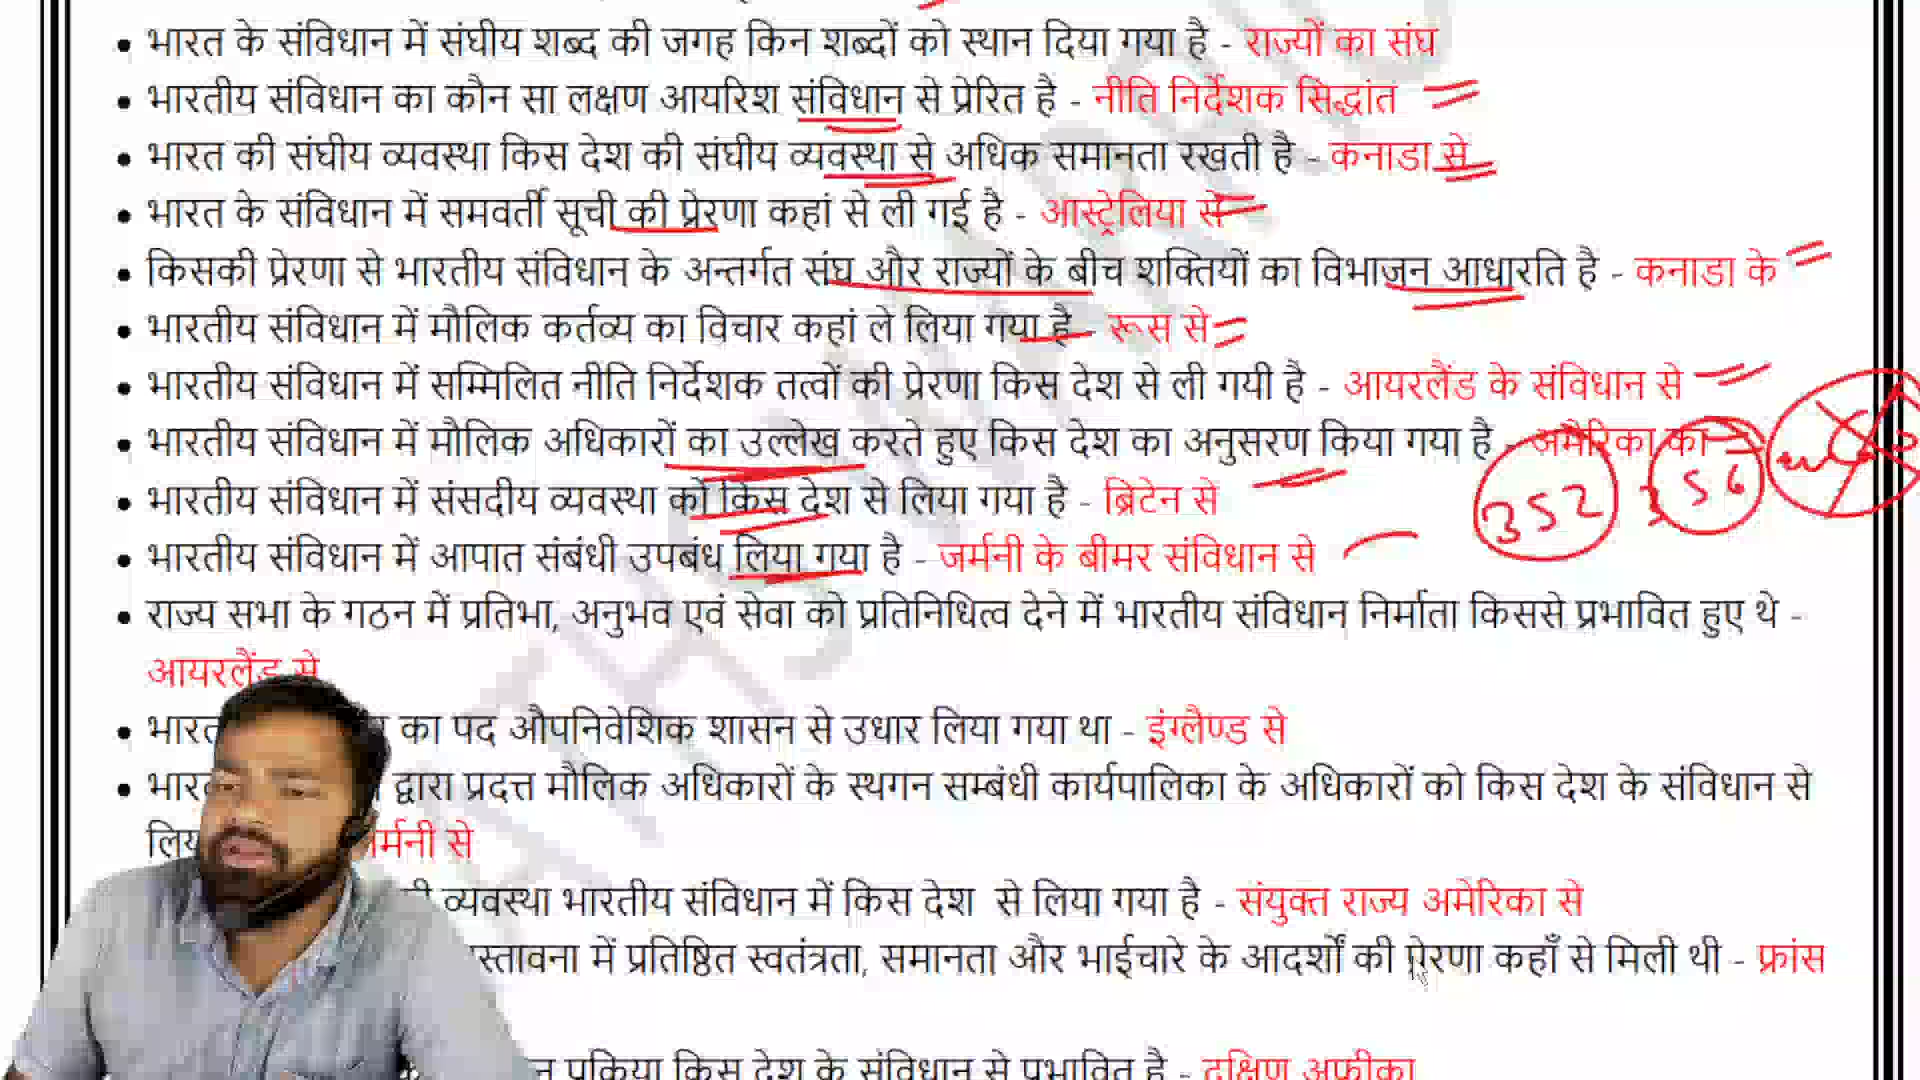 • भारत के संविधान में संघीय शब्द की जगह किन शब्दों को स्थान दिया गया है - राज्यों का संघ
• भारतीय संविधान का कौन सा लक्षण आयरिश संविधान से प्रेरित है - नीति निर्देशक सिद्धांत
• भारत की संघीय व्यवस्था किस देश की संघीय व्यवस्था से अधिक समानता रखती है - कनाडा से
• भारत के संविधान में समवर्ती सूची की प्रेरणा कहां से ली गई है - आस्ट्रेलिया से
• किसकी प्रेरणा से भारतीय संविधान के अन्तर्गत संघ और राज्यों के बीच शक्तियों का विभाजन आधारति है - कनाडा के
• भारतीय संविधान में मौलिक कर्तव्य का विचार कहां ले लिया गया है - रूस से
• भारतीय संविधान में सम्मिलित नीति निर्देशक तत्वों की प्रेरणा किस देश से ली गयी है - आयरलैंड के संविधान से
• भारतीय संविधान में मौलिक अधिकारों का उल्लेख करते हुए किस देश का अनुसरण किया गया है - अमेरिका का
• भारतीय संविधान में संसदीय व्यवस्था को किस देश से लिया गया है - ब्रिटेन से
352 356
• भारतीय संविधान में आपात संबंधी उपबंध लिया गया है - जर्मनी के बीमर संविधान से
• राज्य सभा के गठन में प्रतिभा, अनुभव एवं सेवा को प्रतिनिधित्व देने में भारतीय संविधान निर्माता किससे प्रभावित हुए थे -
आयरलैंड से
• भारत का पद औपनिवेशिक शासन से उधार लिया गया था - इंग्लैण्ड से
• द्वारा प्रदत्त मौलिक अधिकारों के स्थगन सम्बंधी कार्यपालिका के अधिकारों को किस देश के संविधान से
से
व्यवस्था भारतीय संविधान में किस देश से लिया गया है - संयुक्त राज्य अमेरिका से
में प्रतिष्ठित स्वतंत्रता, समानता और भाईचारे के आदर्शों की प्रेरणा कहाँ से मिली थी - फ्रांस
प्रक्रिया किस देश के संविधान से प्रभावित है - दक्षिण अफ्रीका